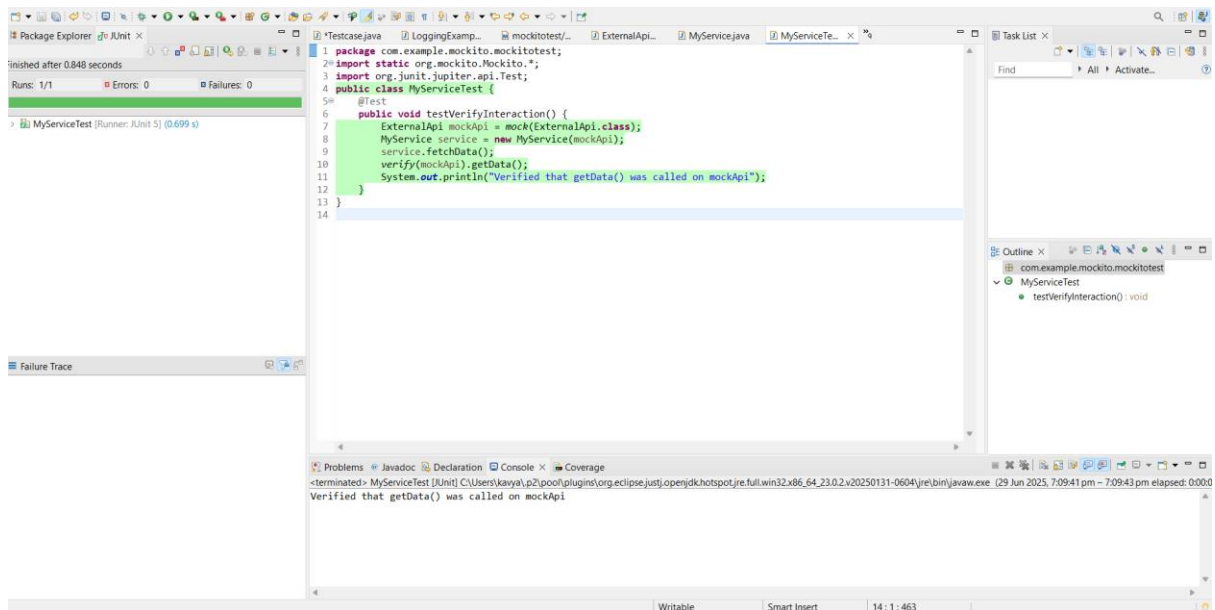 Package Explorer JUnit
Finished after 0.848 seconds
Runs: 1/1 Errors: 0 Failures: 0
MyServiceTest [Runner: JUnit 5] (0.699 s)
Failure Trace
*Testcase.java LoggingExamp... mockitotest/... ExternalApi... MyService.java MyServiceTe...
1 package com.example.mockito.mockitotest;
2 import static org.mockito.Mockito.*;
3 import org.junit.jupiter.api.Test;
4 public class MyServiceTest {
5 @Test
6 public void testVerifyInteraction() {
7 ExternalApi mockApi = mock(ExternalApi.class);
8 MyService service = new MyService(mockApi);
9 service.fetchData();
10 verify(mockApi).getData();
11 System.out.println("Verified that getData() was called on mockApi");
12 }
13 }
14
Task List
Find All Activate...
Outline
com.example.mockito.mockitotest
MyServiceTest
testVerifyInteraction() : void
Problems Javadoc Declaration Console Coverage
<terminated> MyServiceTest [JUnit] C:\Users\kavya\.p2\pool\plugins\org.eclipse.justj.openjdk.hotspot.jre.full.win32.x86_64_23.0.2.v20250131-0604\jre\bin\javaw.exe (29 Jun 2025, 7:09:41 pm – 7:09:43 pm elapsed: 0:00:0
Verified that getData() was called on mockApi
Writable Smart Insert 14 : 1 : 463